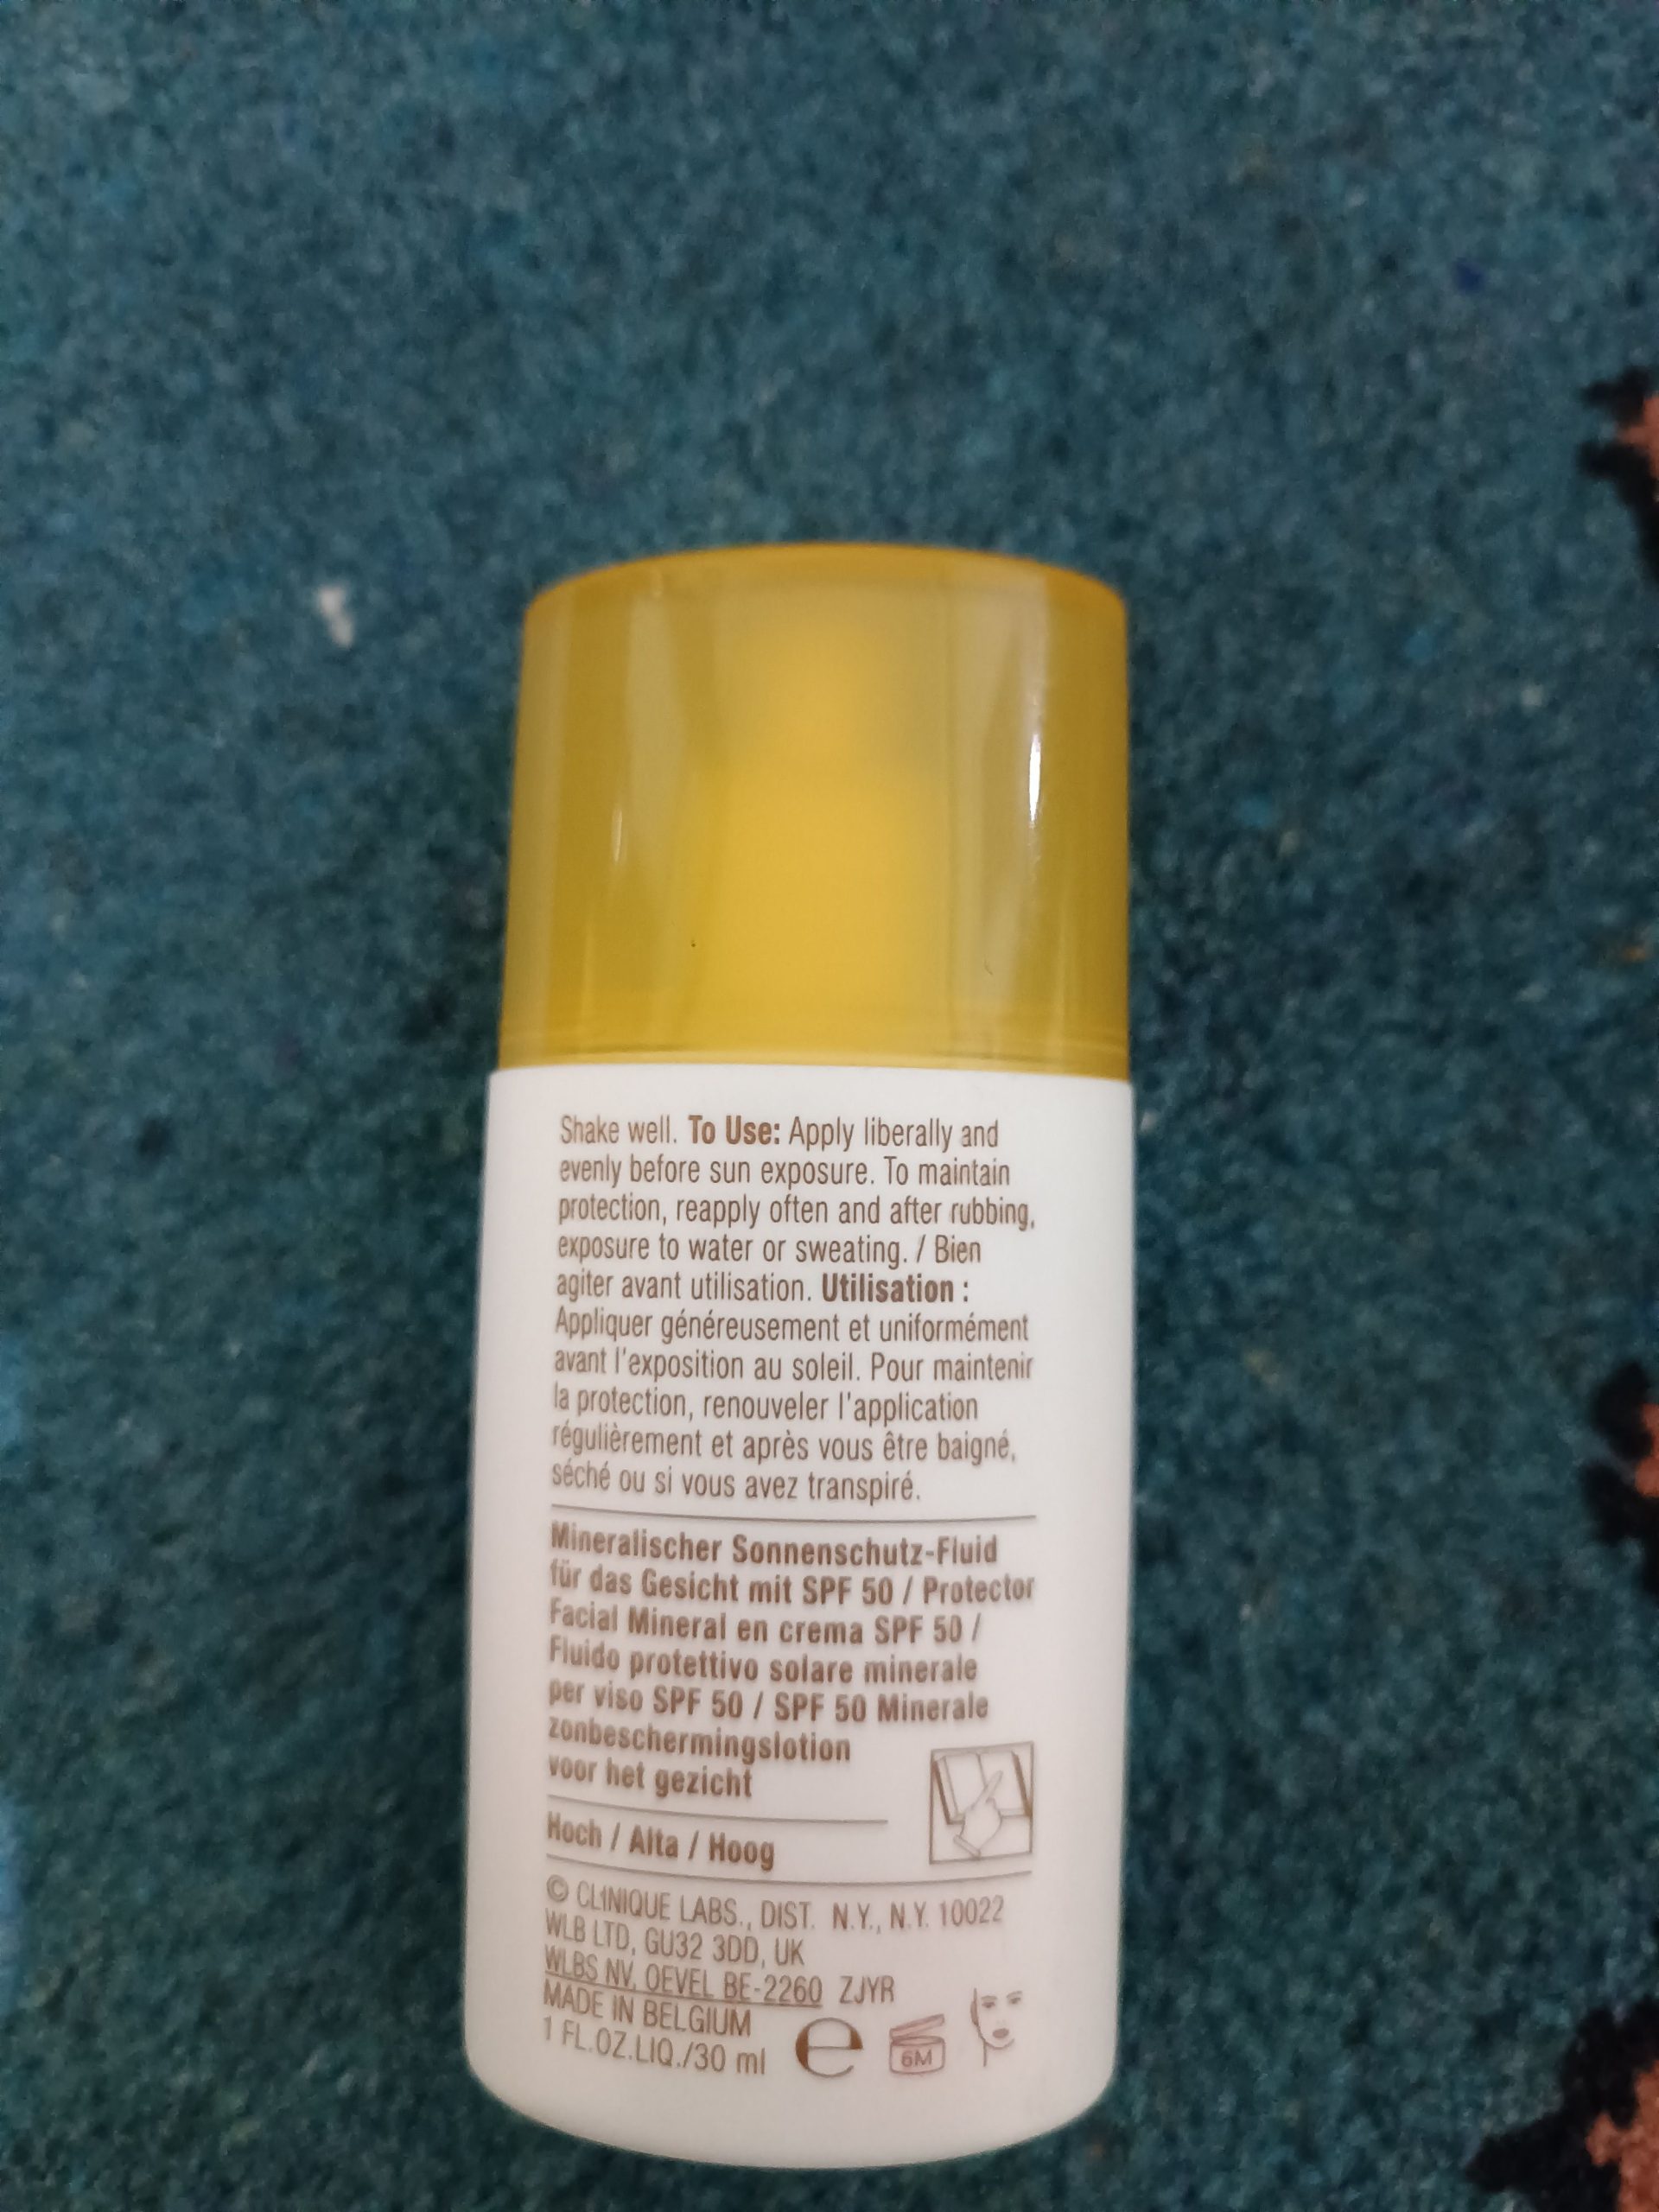 Shake well. To Use: Apply liberally and
evenly before sun exposure. To maintain
protection, reapply often and after rubbing,
exposure to water or sweating. / Bien
agiter avant utilisation. Utilisation :
Appliquer généreusement et uniformément
avant l'exposition au soleil. Pour maintenir
la protection, renouveler l'application
régulièrement et après vous être baigné,
séché ou si vous avez transpiré.
Mineralischer Sonnenschutz-Fluid
für das Gesicht mit SPF 50 / Protector
Facial Mineral en crema SPF 50 /
Fluido protettivo solare minerale
per viso SPF 50 / SPF 50 Minerale
zonbeschermingslotion
voor het gezicht
Hoch / Alta / Hoog
© CLINIQUE LABS., DIST. N.Y., N.Y. 10022
WLB LTD, GU32 3DD, UK
WLBS NV, OEVEL BE-2260 ZJYR
MADE IN BELGIUM
1 FL.OZ.LIQ./30 ml e 6M